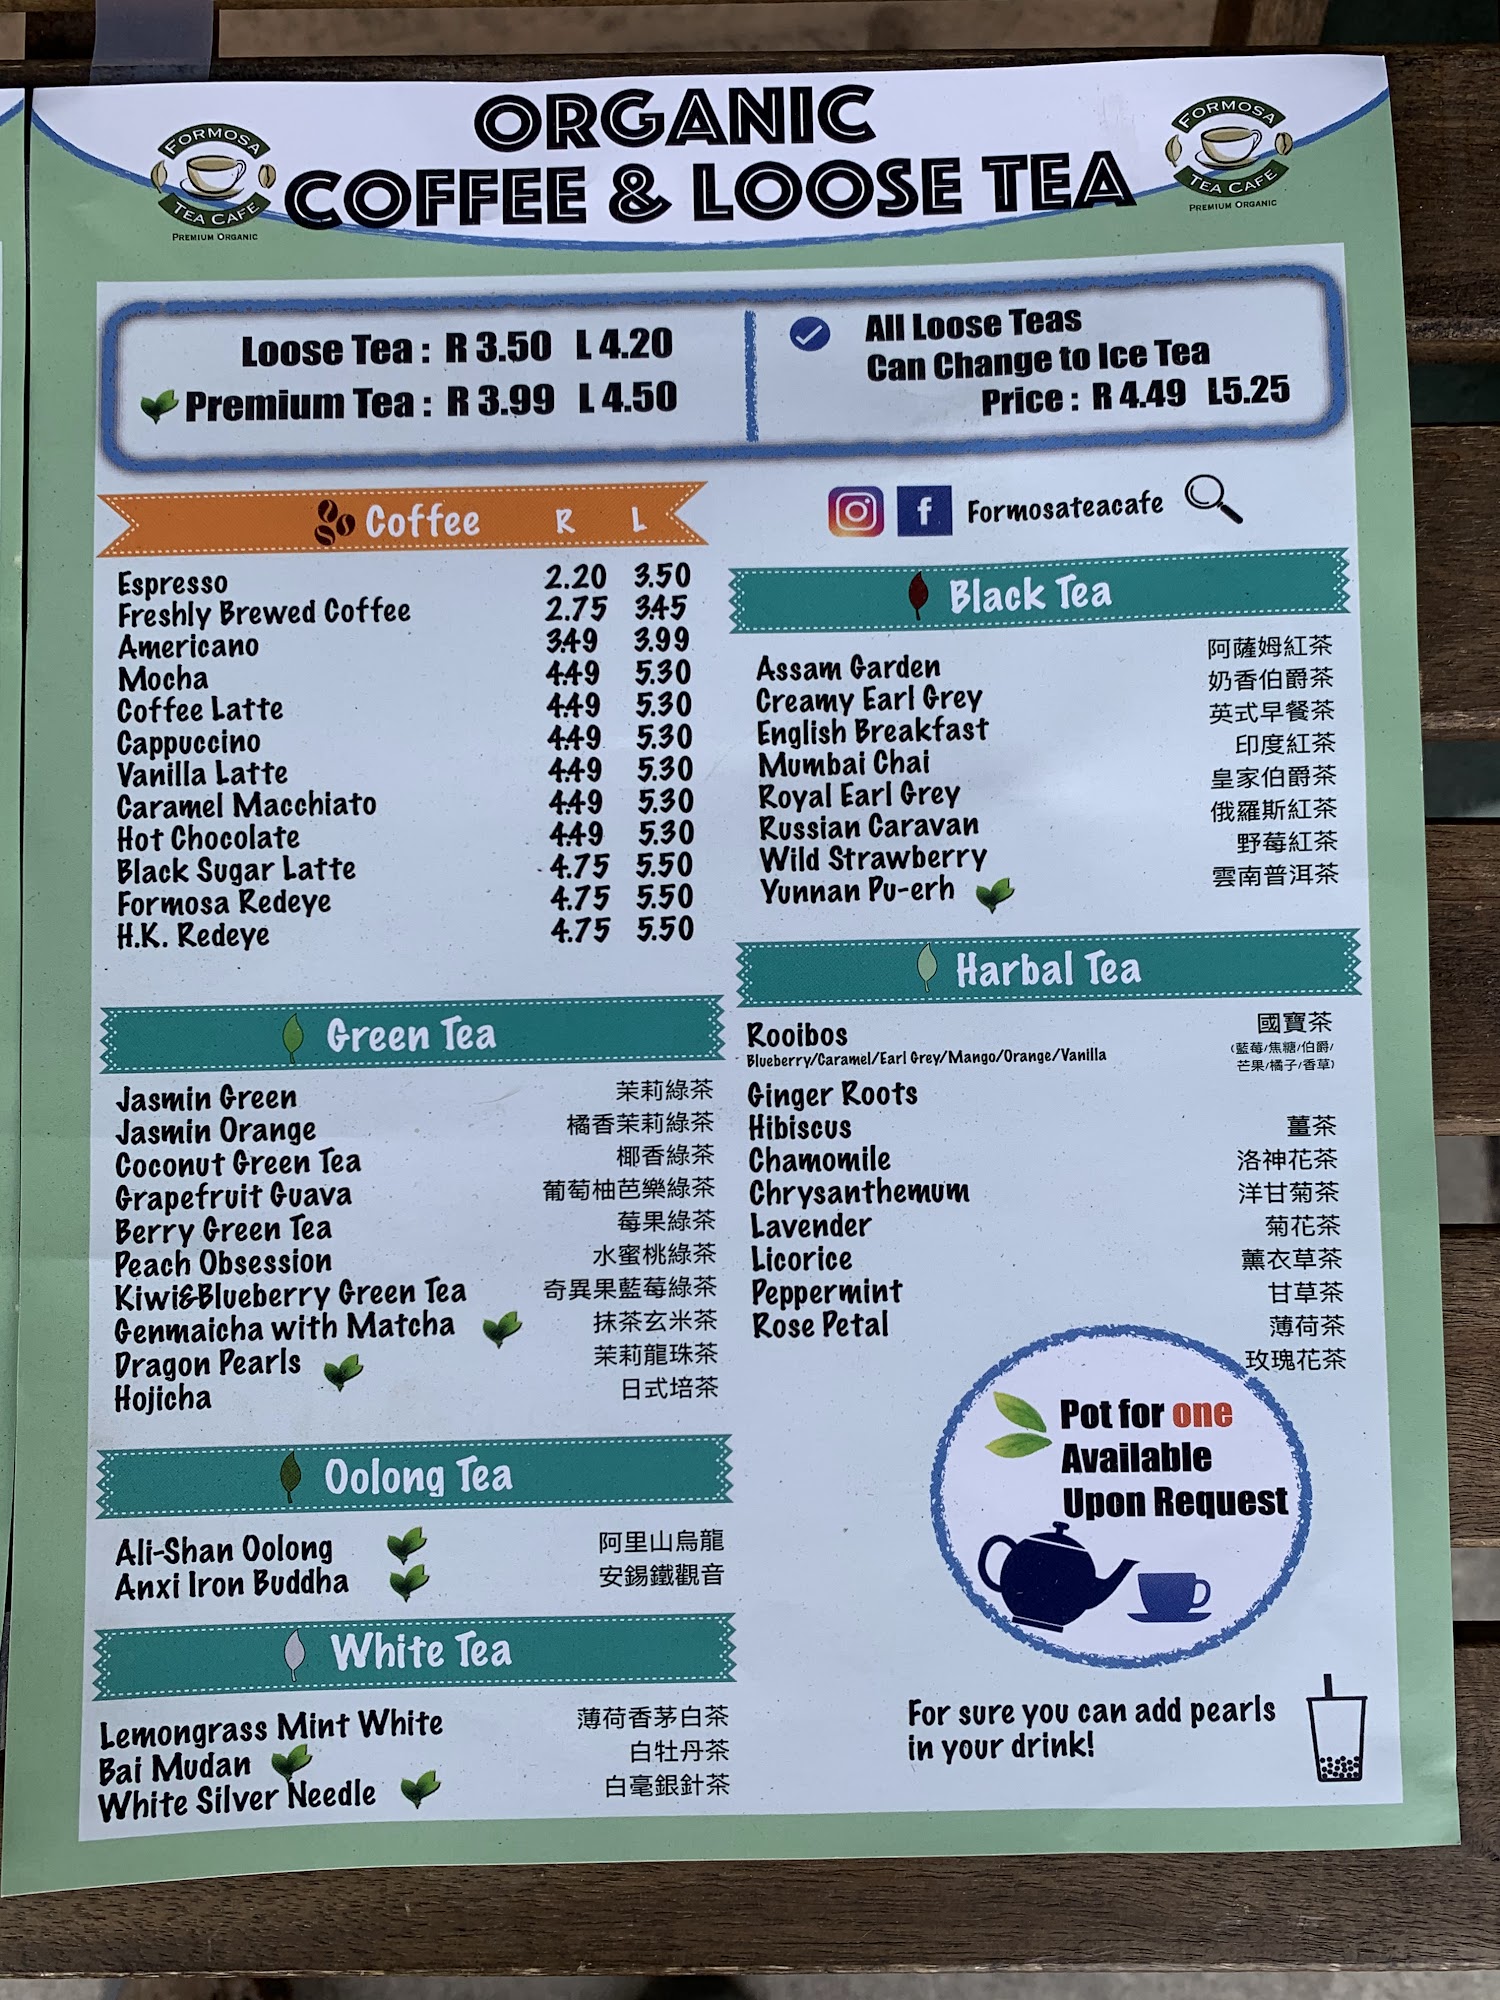 ORGANIC
COFFEE & LOOSE TEA
FORMOSA
TEA CAFE
PREMIUM ORGANIC
FORMOSA
TEA CAFE
PREMIUM ORGANIC
Loose Tea : R 3.50 L 4.20
Premium Tea : R 3.99 L 4.50
All Loose Teas
Can Change to Ice Tea
Price : R 4.49 L5.25
Formosateacafe
Coffee R L
Espresso 2.20 3.50
Freshly Brewed Coffee 2.75 3.45
Americano 3.49 3.99
Mocha 4.49 5.30
Coffee Latte 4.49 5.30
Cappuccino 4.49 5.30
Vanilla Latte 4.49 5.30
Caramel Macchiato 4.49 5.30
Hot Chocolate 4.49 5.30
Black Sugar Latte 4.75 5.50
Formosa Redeye 4.75 5.50
H.K. Redeye 4.75 5.50
Green Tea
Jasmin Green 茉莉綠茶
Jasmin Orange 橘香茉莉綠茶
Coconut Green Tea 椰香綠茶
Grapefruit Guava 葡萄柚芭樂綠茶
Berry Green Tea 莓果綠茶
Peach Obsession 水蜜桃綠茶
Kiwi&Blueberry Green Tea 奇異果藍莓綠茶
Genmaicha with Matcha 抹茶玄米茶
Dragon Pearls 茉莉龍珠茶
Hojicha 日式培茶
Oolong Tea
Ali-Shan Oolong 阿里山烏龍
Anxi Iron Buddha 安錫鐵觀音
White Tea
Lemongrass Mint White 薄荷香茅白茶
Bai Mudan 白牡丹茶
White Silver Needle 白毫銀針茶
Black Tea
Assam Garden 阿薩姆紅茶
Creamy Earl Grey 奶香伯爵茶
English Breakfast 英式早餐茶
Mumbai Chai 印度紅茶
Royal Earl Grey 皇家伯爵茶
Russian Caravan 俄羅斯紅茶
Wild Strawberry 野莓紅茶
Yunnan Pu-erh 雲南普洱茶
Harbal Tea
Rooibos 國寶茶
Blueberry/Caramel/Earl Grey/Mango/Orange/Vanilla (藍莓/焦糖/伯爵/
芒果/橘子/香草)
Ginger Roots 薑茶
Hibiscus 洛神花茶
Chamomile 洋甘菊茶
Chrysanthemum 菊花茶
Lavender 薰衣草茶
Licorice 甘草茶
Peppermint 薄荷茶
Rose Petal 玫瑰花茶
Pot for one
Available
Upon Request
For sure you can add pearls
in your drink!